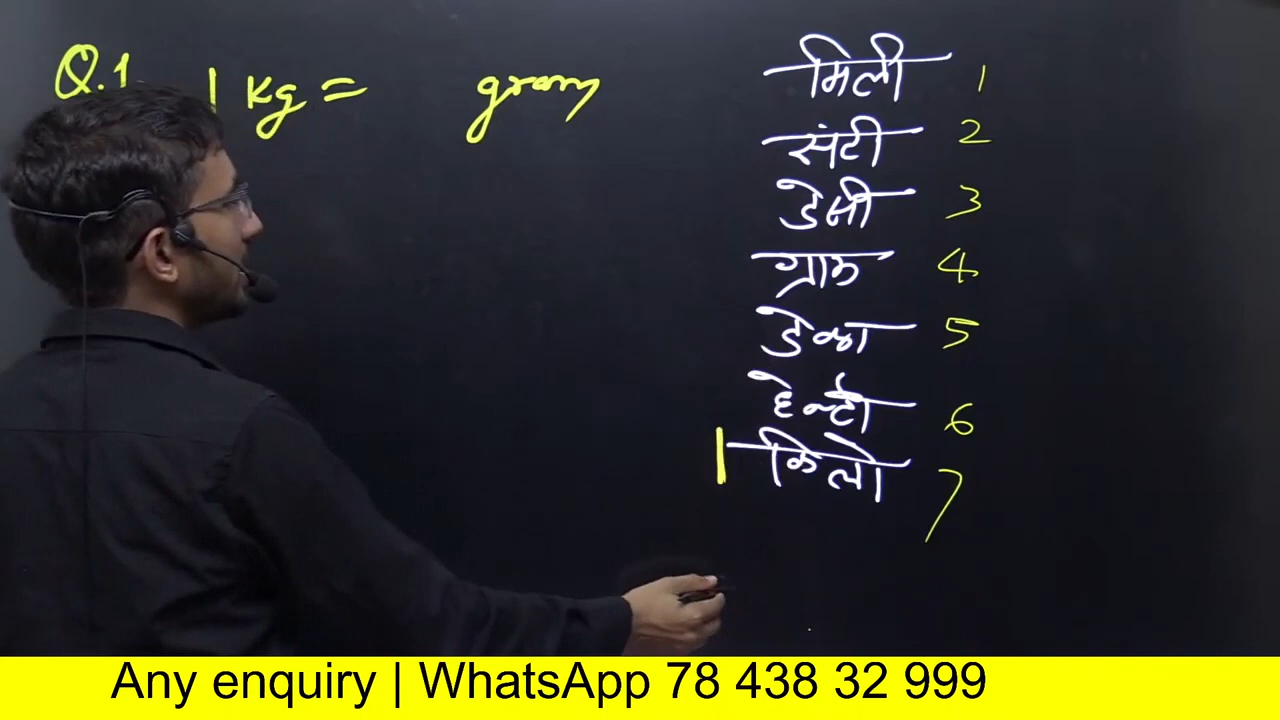 Q.1 1 kg = gram
मिली 1
संटी 2
डेसी 3
ग्राम 4
डेका 5
हेक्टो 6
1 किलो 7
Any enquiry | WhatsApp 78 438 32 999